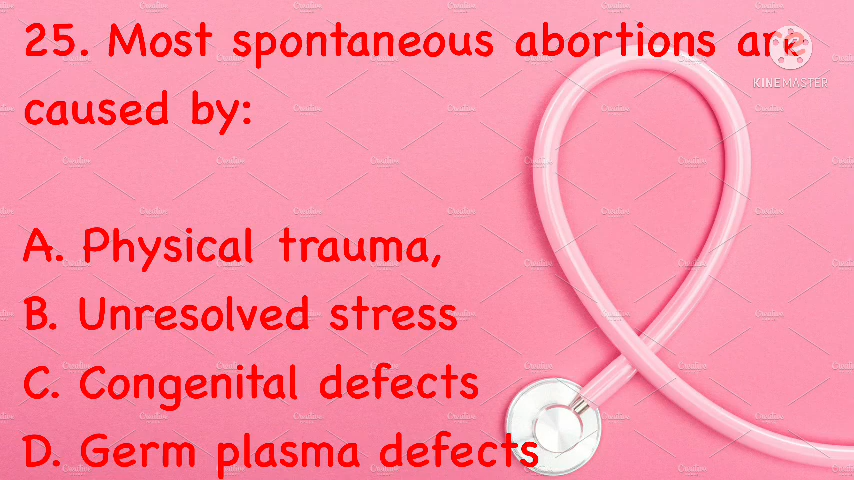 25. Most spontaneous abortions are
KINEMASTER
caused by:
A. Physical trauma,
B. Unresolved stress
C. Congenital defects
D. Germ plasma defects